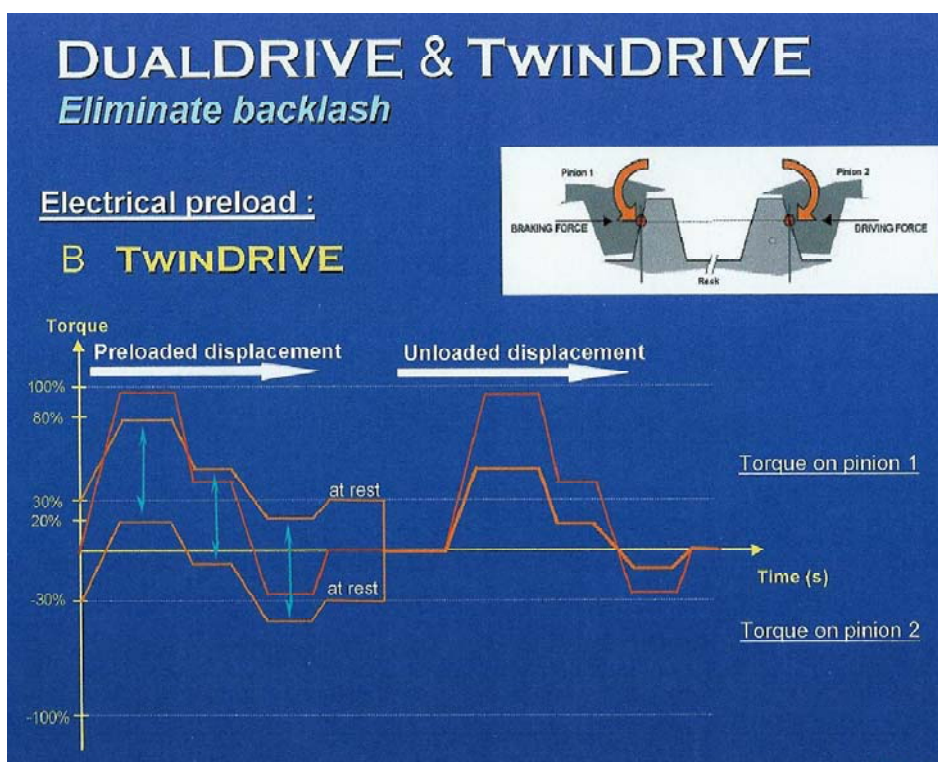 DUALDRIVE & TWINDRIVE
Eliminate backlash
Electrical preload :
B TWINDRIVE
Pinion 1
Pinion 2
BRAKING FORCE
DRIVING FORCE
Rack
Torque
Preloaded displacement
Unloaded displacement
100%
80%
30%
20%
-30%
-100%
at rest
at rest
Time (s)
Torque on pinion 1
Torque on pinion 2